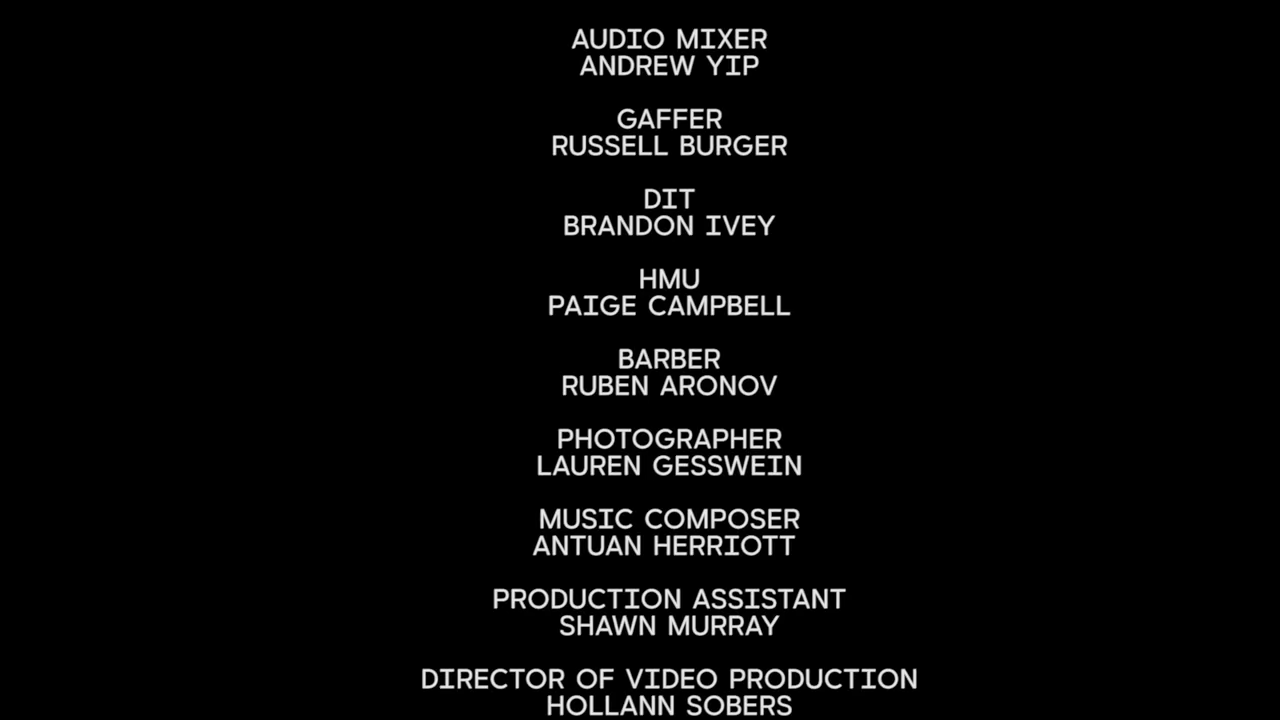 AUDIO MIXER
ANDREW YIP
GAFFER
RUSSELL BURGER
DIT
BRANDON IVEY
HMU
PAIGE CAMPBELL
BARBER
RUBEN ARONOV
PHOTOGRAPHER
LAUREN GESSWEIN
MUSIC COMPOSER
ANTUAN HERRIOTT
PRODUCTION ASSISTANT
SHAWN MURRAY
DIRECTOR OF VIDEO PRODUCTION
HOLLANN SOBERS